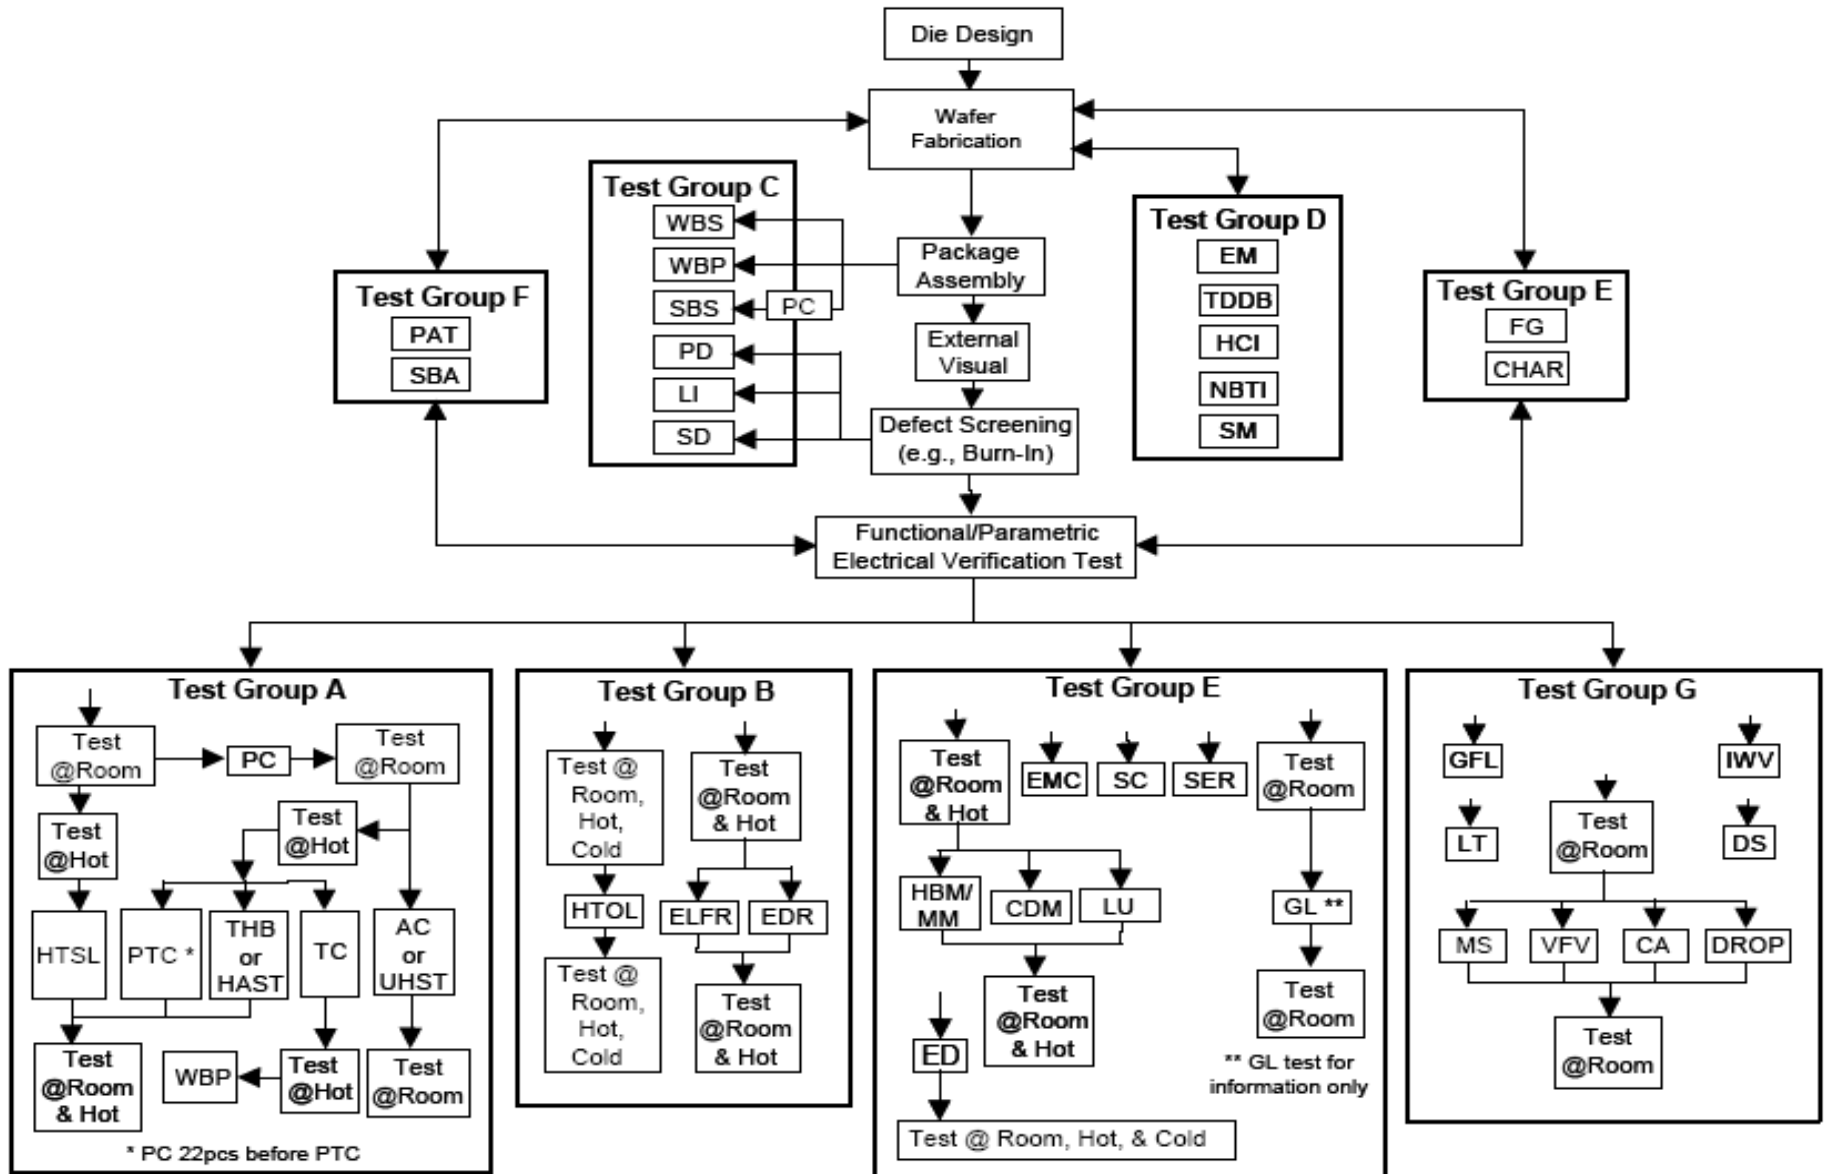 Die Design
Wafer
Fabrication
Test Group C
WBS
WBP
SBS
PC
PD
LI
SD
Package
Assembly
External
Visual
Defect Screening
(e.g., Burn-In)
Test Group D
EM
TDDB
HCI
NBTI
SM
Test Group F
PAT
SBA
Test Group E
FG
CHAR
Functional/Parametric
Electrical Verification Test
Test Group A
Test
@Room
PC
Test
@Room
Test
@Hot
Test
@Hot
HTSL
PTC *
THB
or
HAST
TC
AC
or
UHST
Test
@Room
& Hot
WBP
Test
@Hot
Test
@Room
* PC 22pcs before PTC
Test Group B
Test @
Room,
Hot,
Cold
HTOL
Test @
Room,
Hot,
Cold
Test
@Room
& Hot
ELFR
EDR
Test
@Room
& Hot
Test Group E
Test
@Room
& Hot
EMC
SC
SER
Test
@Room
HBM/
MM
CDM
LU
GL **
Test
@Room
& Hot
Test
@Room
ED
** GL test for
information only
Test @ Room, Hot, & Cold
Test Group G
GFL
IWV
LT
Test
@Room
DS
MS
VFV
CA
DROP
Test
@Room